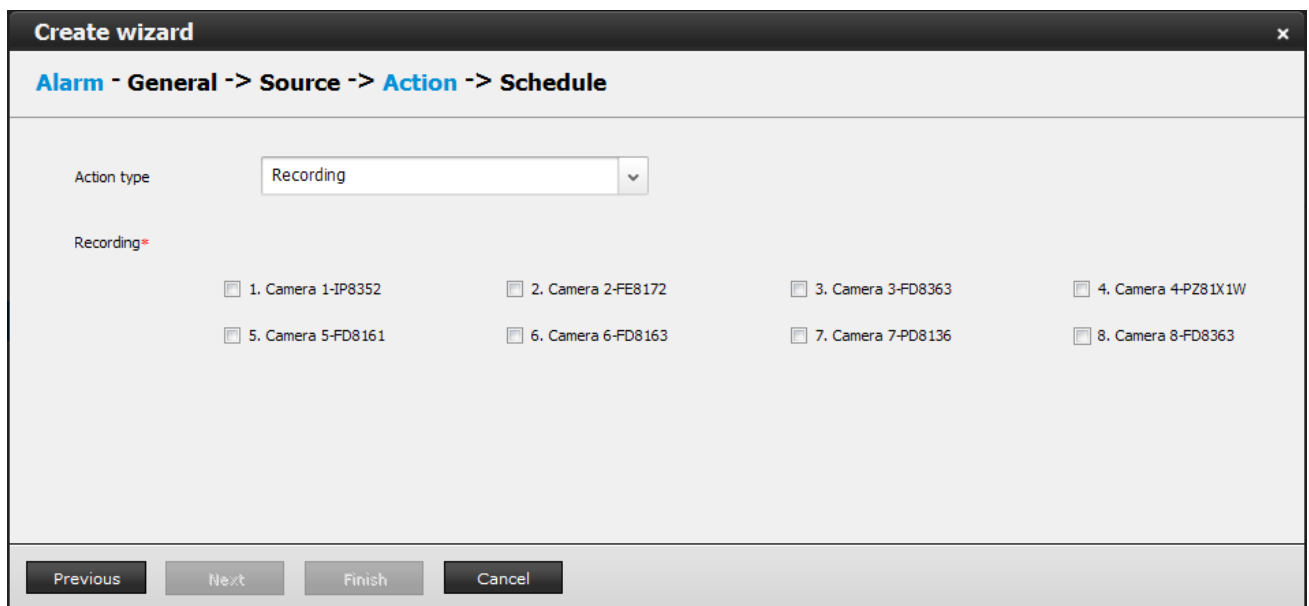 Create wizard ×
Alarm - General -> Source -> Action -> Schedule
Action type Recording
Recording*
1. Camera 1-IP8352 2. Camera 2-FE8172 3. Camera 3-FD8363 4. Camera 4-PZ81X1W
5. Camera 5-FD8161 6. Camera 6-FD8163 7. Camera 7-PD8136 8. Camera 8-FD8363
Previous Next Finish Cancel